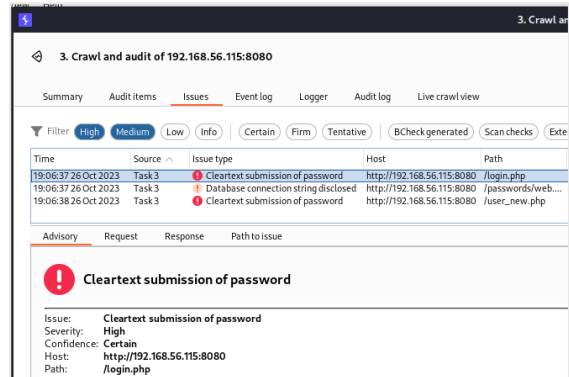 3. Crawl an
3. Crawl and audit of 192.168.56.115:8080
Summary Audit items Issues Event log Logger Audit log Live crawl view
Filter High Medium Low Info Certain Firm Tentative BCheck generated Scan checks Exte
Time Source Issue type Host Path
19:06:37 26 Oct 2023 Task 3 Cleartext submission of password http://192.168.56.115:8080 /login.php
19:06:37 26 Oct 2023 Task 3 Database connection string disclosed http://192.168.56.115:8080 /passwords/web....
19:06:38 26 Oct 2023 Task 3 Cleartext submission of password http://192.168.56.115:8080 /user_new.php
Advisory Request Response Path to issue
Cleartext submission of password
Issue: Cleartext submission of password
Severity: High
Confidence: Certain
Host: http://192.168.56.115:8080
Path: /login.php